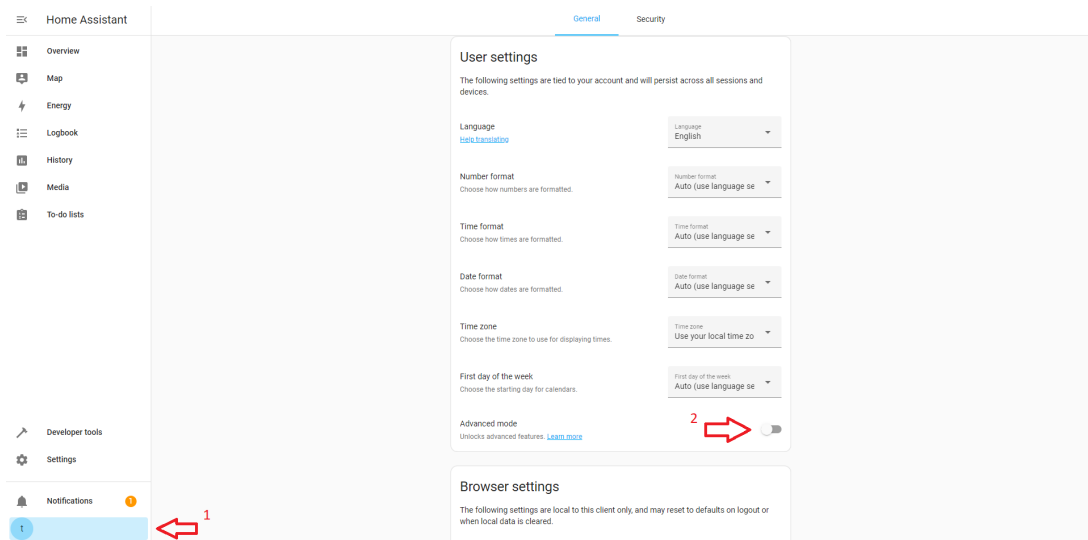 Home Assistant
Overview
Map
Energy
Logbook
History
Media
To-do lists
Developer tools
Settings
Notifications 1
t
1
General Security
User settings
The following settings are tied to your account and will persist across all sessions and
devices.
Language
Help translating
Language
English
Number format
Choose how numbers are formatted.
Number format
Auto (use language se
Time format
Choose how times are formatted.
Time format
Auto (use language se
Date format
Choose how dates are formatted.
Date format
Auto (use language se
Time zone
Choose the time zone to use for displaying times.
Time zone
Use your local time zo
First day of the week
Choose the starting day for calendars.
First day of the week
Auto (use language se
Advanced mode
Unlocks advanced features. Learn more
2
Browser settings
The following settings are local to this client only, and may reset to defaults on logout or
when local data is cleared.